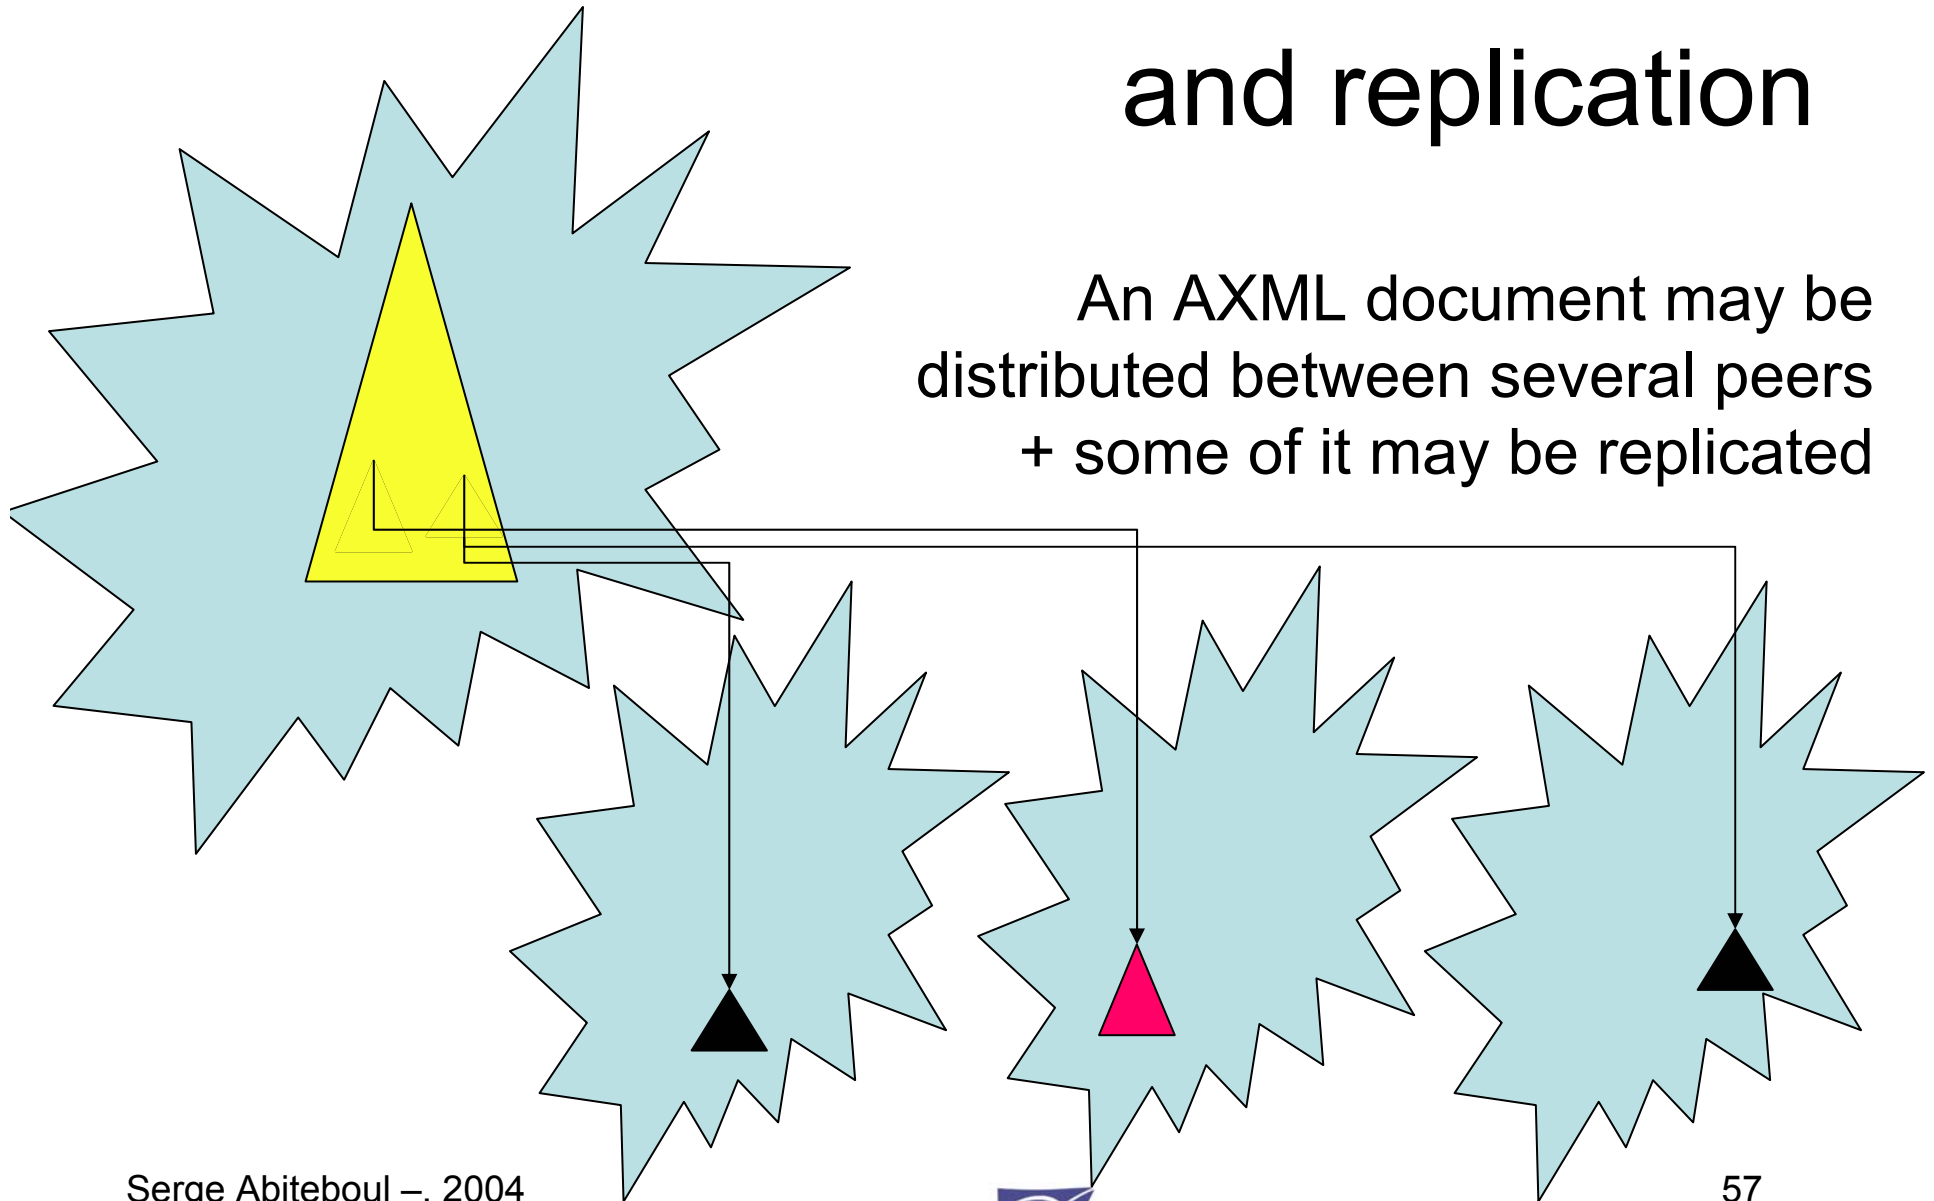 and replication
An AXML document may be
distributed between several peers
+ some of it may be replicated
Serge Abiteboul –, 2004
57